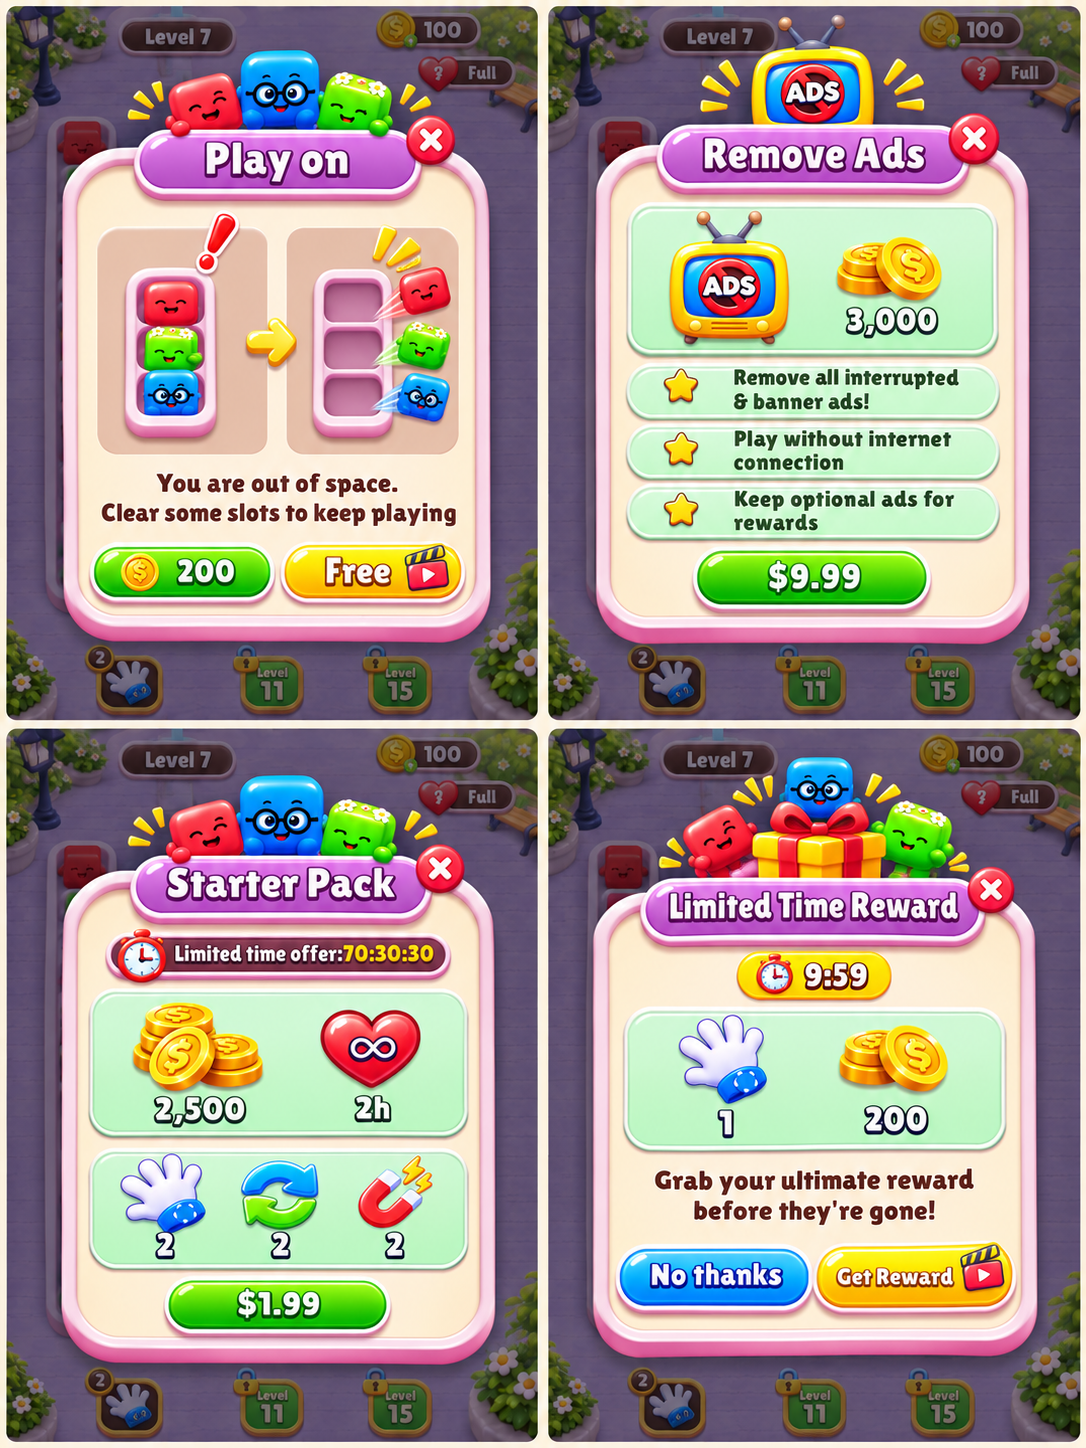 Level 7
100
Full
Play on
You are out of space.
Clear some slots to keep playing
200
Free
2
Level
11
Level
15
Level 7
100
Full
ADS
Remove Ads
ADS
3,000
Remove all interrupted
& banner ads!
Play without internet
connection
Keep optional ads for
rewards
$9.99
2
Level
11
Level
15
Level 7
100
Full
Starter Pack
Limited time offer:70:30:30
2,500
2h
2
2
2
$1.99
2
Level
11
Level
15
Level 7
100
Full
Limited Time Reward
9:59
1
200
Grab your ultimate reward
before they're gone!
No thanks
Get Reward
2
Level
11
Level
15